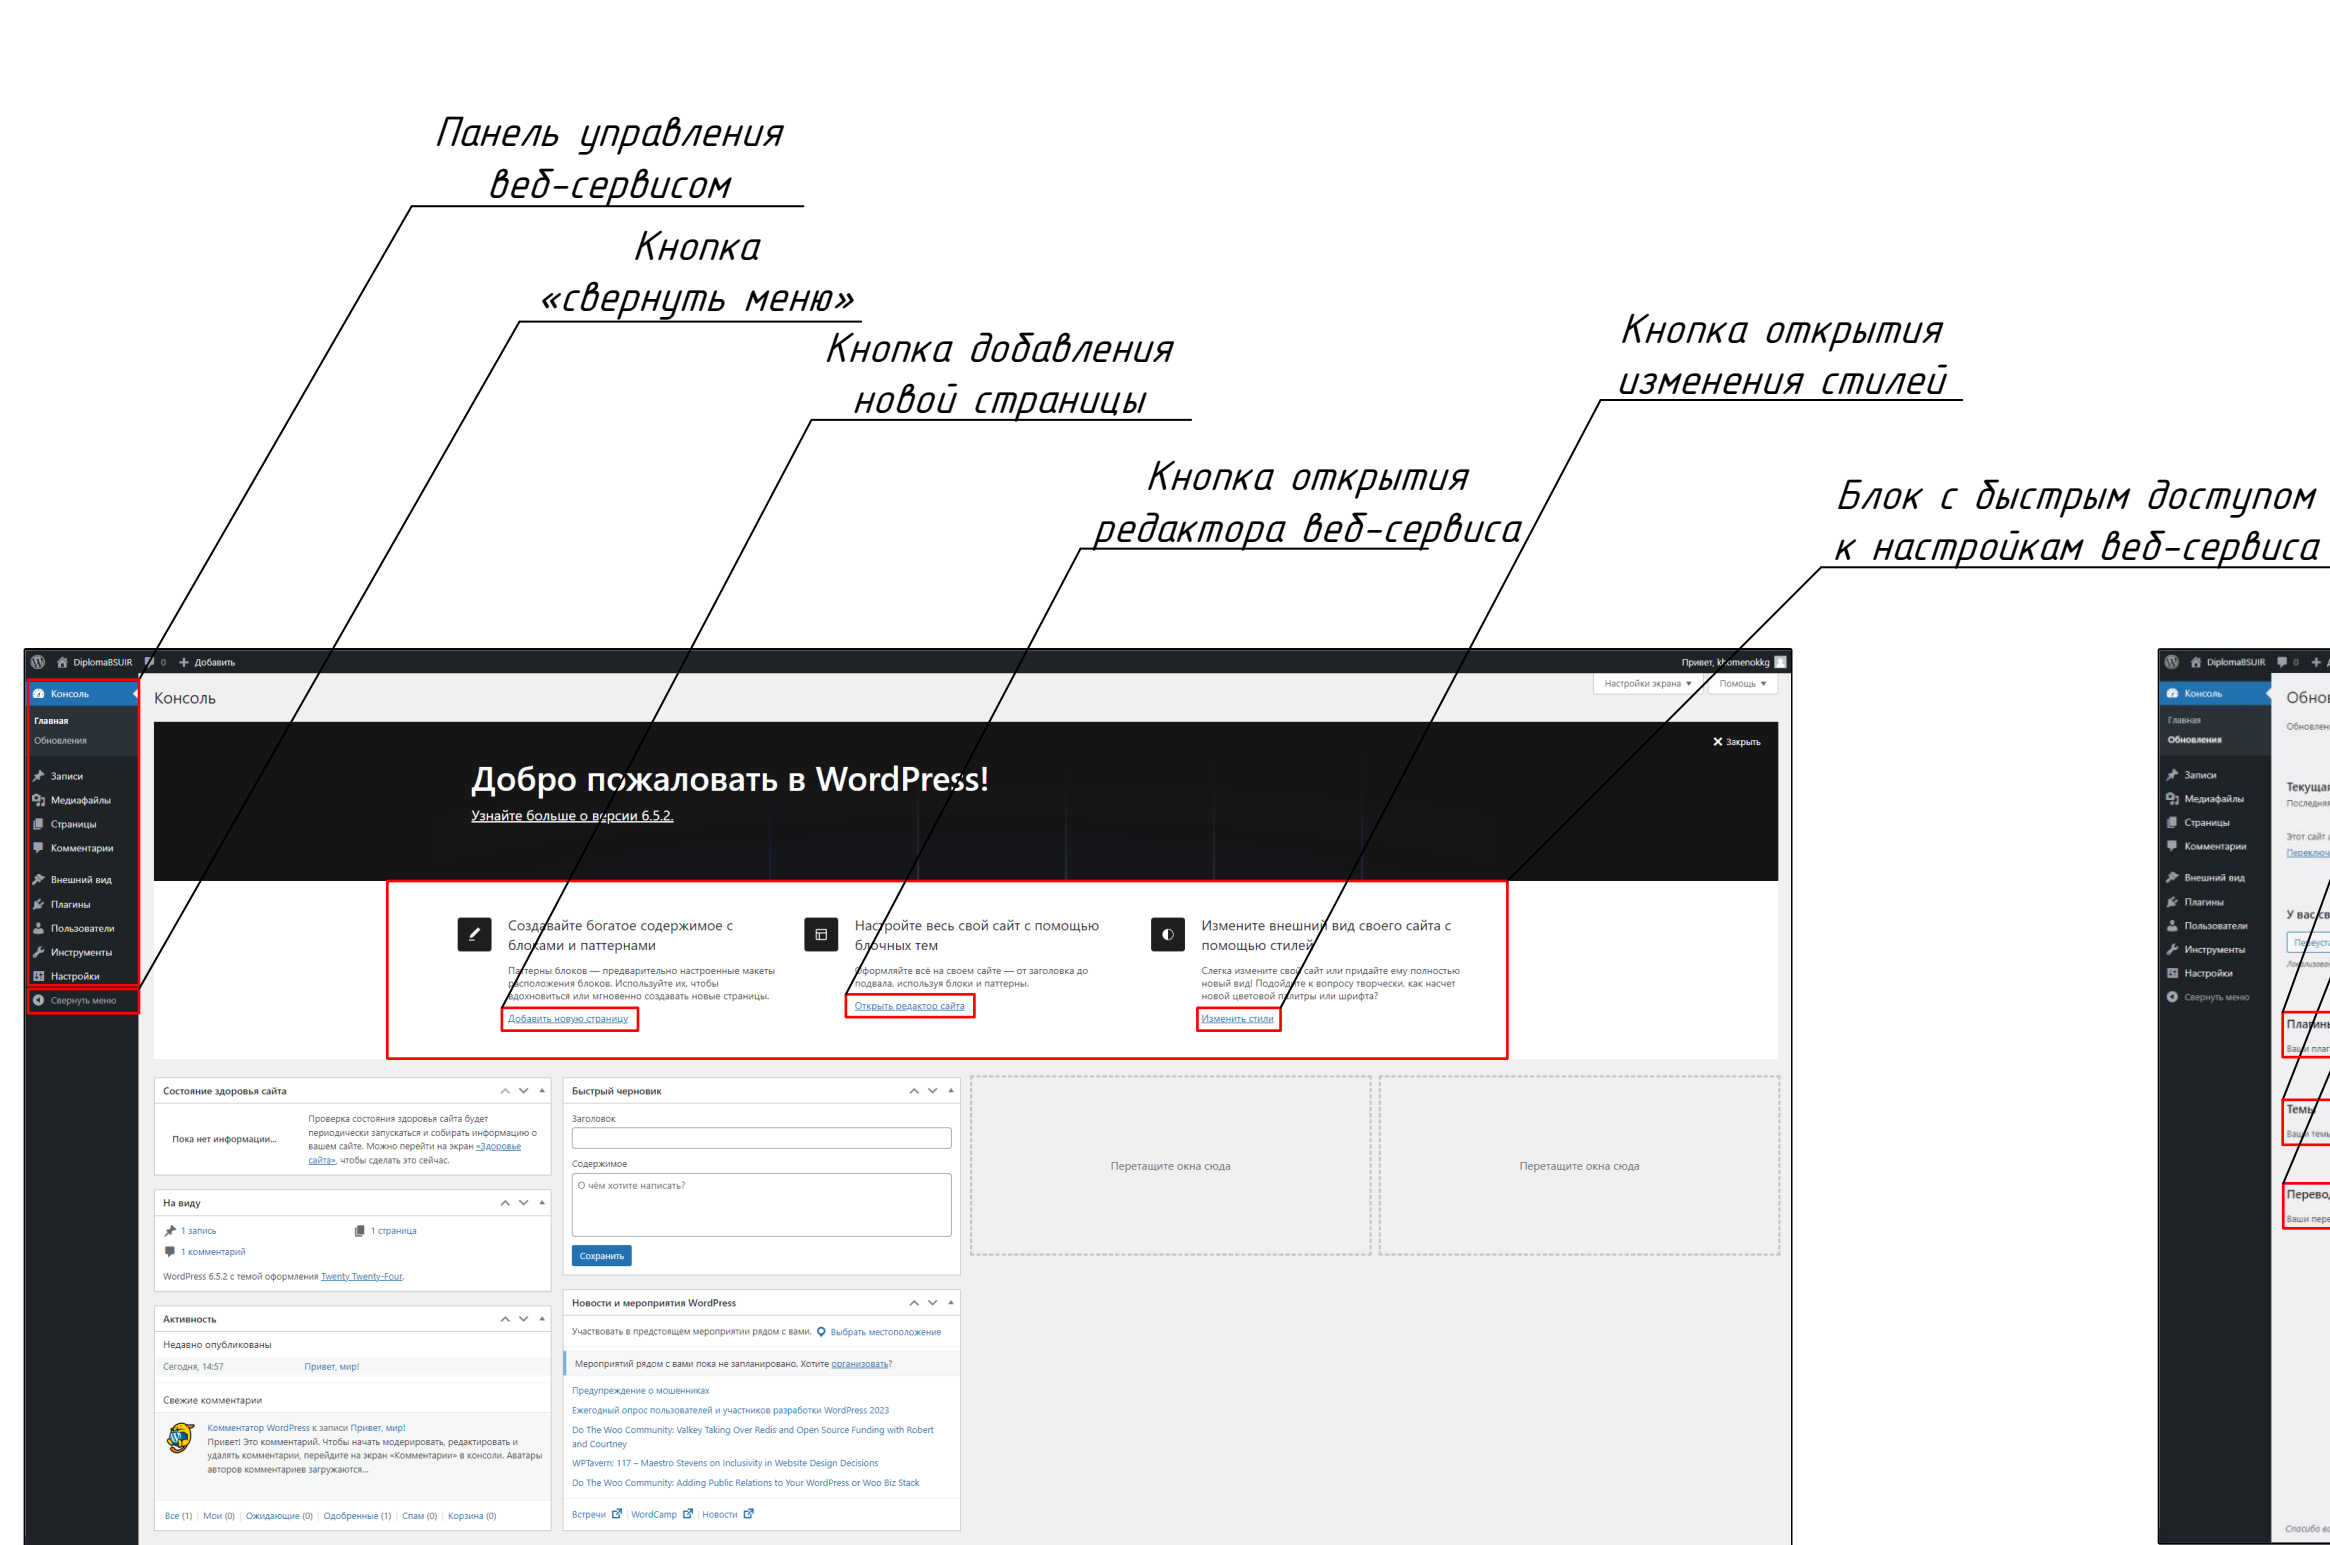 Панель управления
веб-сервисом
Кнопка
«свернуть меню»
Кнопка добавления
новой страницы
Кнопка открытия
изменения стилей
Кнопка открытия
редактора веб-сервиса
Блок с быстрым доступом
к настройкам веб-сервиса
DiplomaBSUIR 0 + Добавить
Привет, khomenokkg
Консоль
Главная
Обновления
Записи
Медиафайлы
Страницы
Комментарии
Внешний вид
Плагины
Пользователи
Инструменты
Настройки
Свернуть меню
Консоль
Настройки экрана
Помощь
Закрыть
Добро пожаловать в WordPress!
Узнайте больше о версии 6.5.2.
Создавайте богатое содержимое с
блоками и паттернами
Паттерны блоков — предварительно настроенные макеты
расположения блоков. Используйте их, чтобы
вдохновиться или мгновенно создавать новые страницы.
Добавить новую страницу
Настройте весь свой сайт с помощью
блочных тем
Оформляйте всё на своем сайте — от заголовка до
подвала, используя блоки и паттерны.
Открыть редактор сайта
Измените внешний вид своего сайта с
помощью стилей
Слегка измените свой сайт или придайте ему полностью
новый вид! Подойдите к вопросу творчески, как насчет
новой цветовой палитры или шрифта?
Изменить стили
Состояние здоровья сайта
Пока нет информации...
Проверка состояния здоровья сайта будет
периодически запускаться и собирать информацию о
вашем сайте. Можно перейти на экран «Здоровье
сайта», чтобы сделать это сейчас.
На виду
1 запись
1 страница
1 комментарий
WordPress 6.5.2 с темой оформления Twenty Twenty-Four.
Активность
Недавно опубликованы
Сегодня, 14:57 Привет, мир!
Свежие комментарии
Комментатор WordPress к записи Привет, мир!
Привет! Это комментарий. Чтобы начать модерировать, редактировать и
удалять комментарии, перейдите на экран «Комментарии» в консоли. Аватары
авторов комментариев загружаются...
Все (1) | Мои (0) | Ожидающие (0) | Одобренные (1) | Спам (0) | Корзина (0)
Быстрый черновик
Заголовок
Содержимое
О чём хотите написать?
Сохранить
Новости и мероприятия WordPress
Участвовать в предстоящем мероприятии рядом с вами. Выбрать местоположение
Мероприятий рядом с вами пока не запланировано. Хотите организовать?
Предупреждение о мошенниках
Ежегодный опрос пользователей и участников разработки WordPress 2023
Do The Woo Community: Valkey Taking Over Redis and Open Source Funding with Robert
and Courtney
WPTavern: 117 – Maestro Stevens on Inclusivity in Website Design Decisions
Do The Woo Community: Adding Public Relations to Your WordPress or Woo Biz Stack
Встречи | WordCamp | Новости
Перетащите окна сюда
Перетащите окна сюда
DiplomaBSUIR 0 +
Консоль
Главная
Обновления
Записи
Медиафайлы
Страницы
Комментарии
Внешний вид
Плагины
Пользователи
Инструменты
Настройки
Свернуть меню
Текущая
Этот сайт
У вас
Темы
Ваши темы
Спасибо